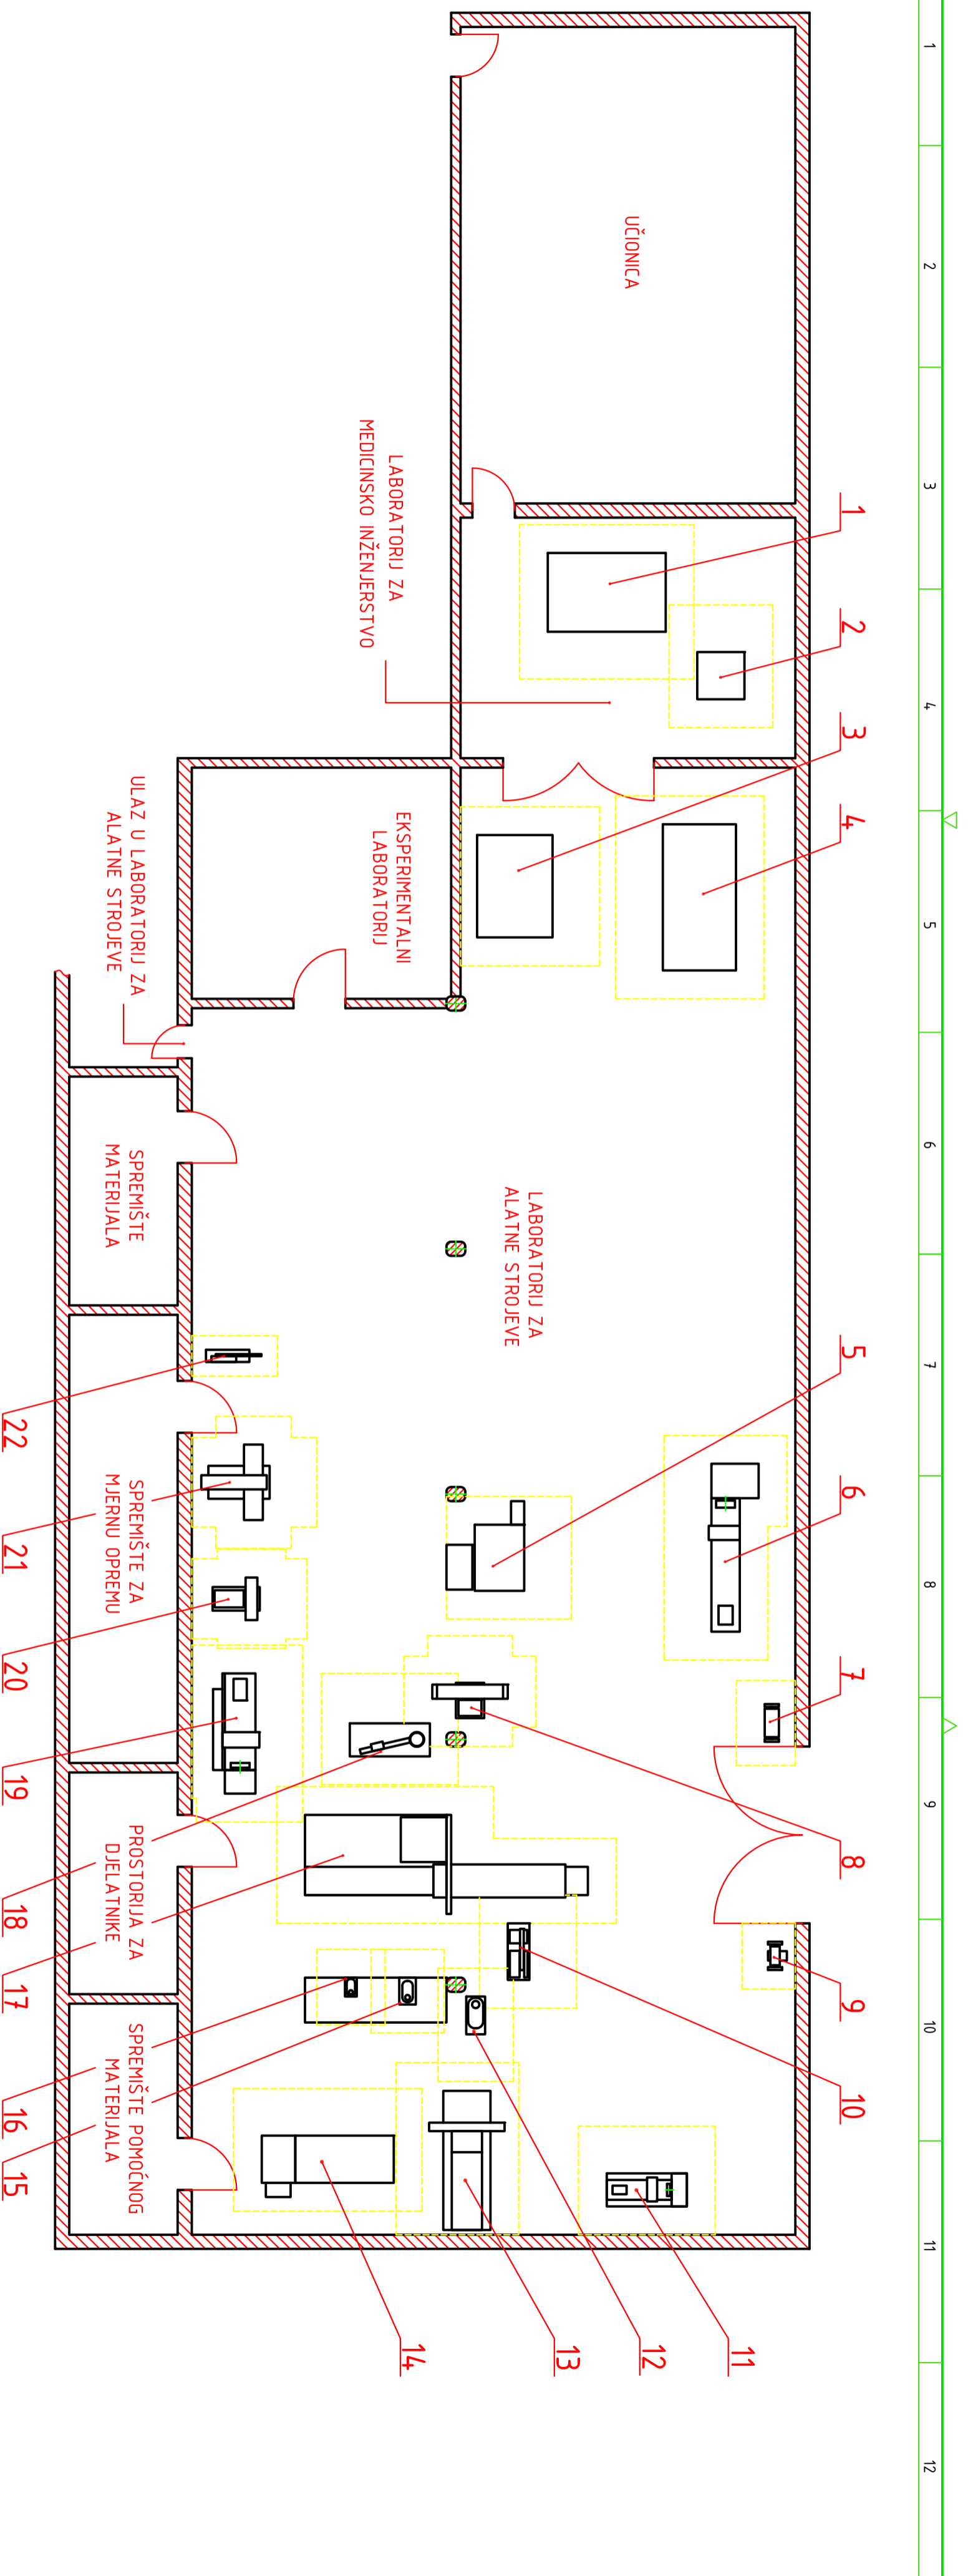 1
2
3
4
5
6
7
8
9
10
11
12
1
2
3
4
5
6
7
8
9
10
11
12
13
14
UČIONICA
LABORATORIJ ZA
MEDICINSKO INŽENJERSTVO
EKSPERIMENTALNI
LABORATORIJ
LABORATORIJ ZA
ALATNE STROJEVE
ULAZ U LABORATORIJ ZA
ALATNE STROJEVE
SPREMIŠTE
MATERIJALA
SPREMIŠTE ZA
MJERNU OPREMU
PROSTORIJA ZA
DJELATNIKE
SPREMIŠTE POMOĆNOG
MATERIJALA
22
21
20
19
18
17
16
15